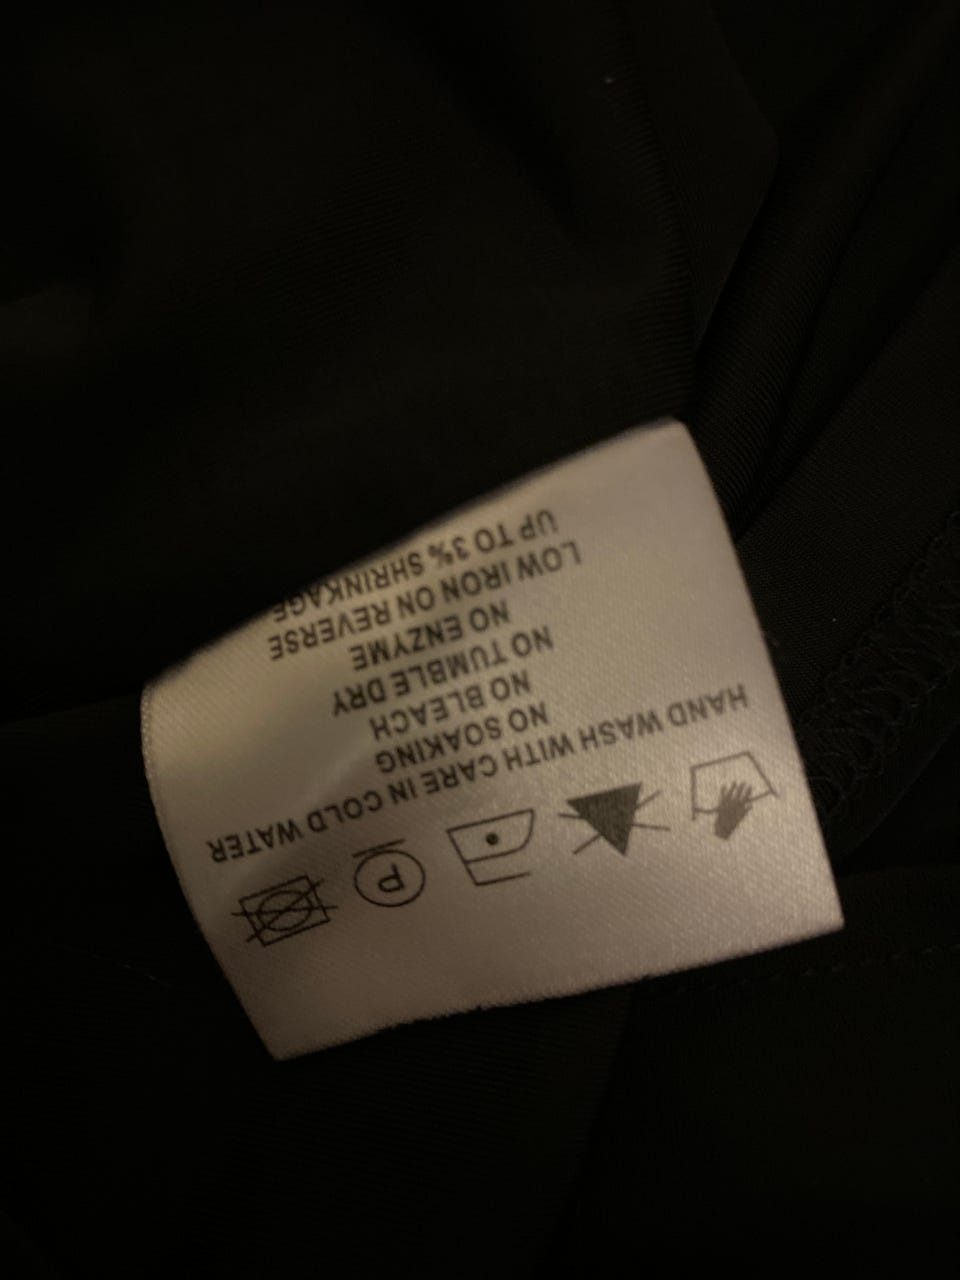 P
HAND WASH WITH CARE IN COLD WATER
NO SOAKING
NO BLEACH
NO TUMBLE DRY
NO ENZYME
LOW IRON ON REVERSE
UP TO 3% SHRINKAGE